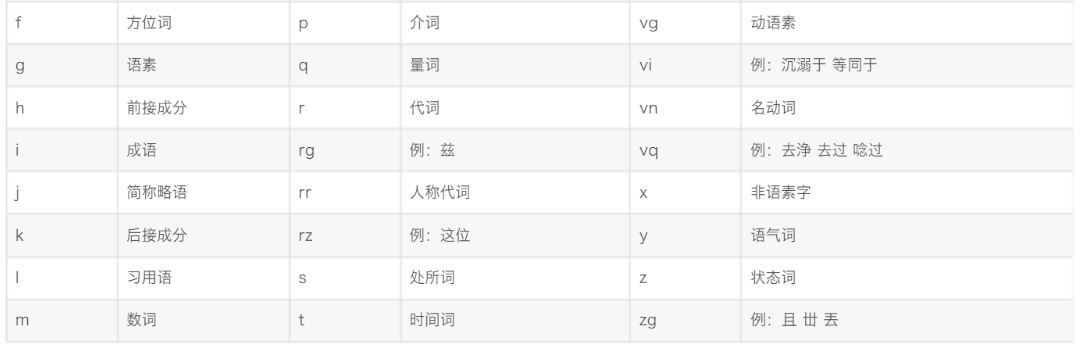 f 方位词 p 介词 vg 动语素
g 语素 q 量词 vi 例：沉溺于 等同于
h 前接成分 r 代词 vn 名动词
i 成语 rg 例：兹 vq 例：去浄 去过 唸过
j 简称略语 rr 人称代词 x 非语素字
k 后接成分 rz 例：这位 y 语气词
l 习用语 s 处所词 z 状态词
m 数词 t 时间词 zg 例：且 丗 丟